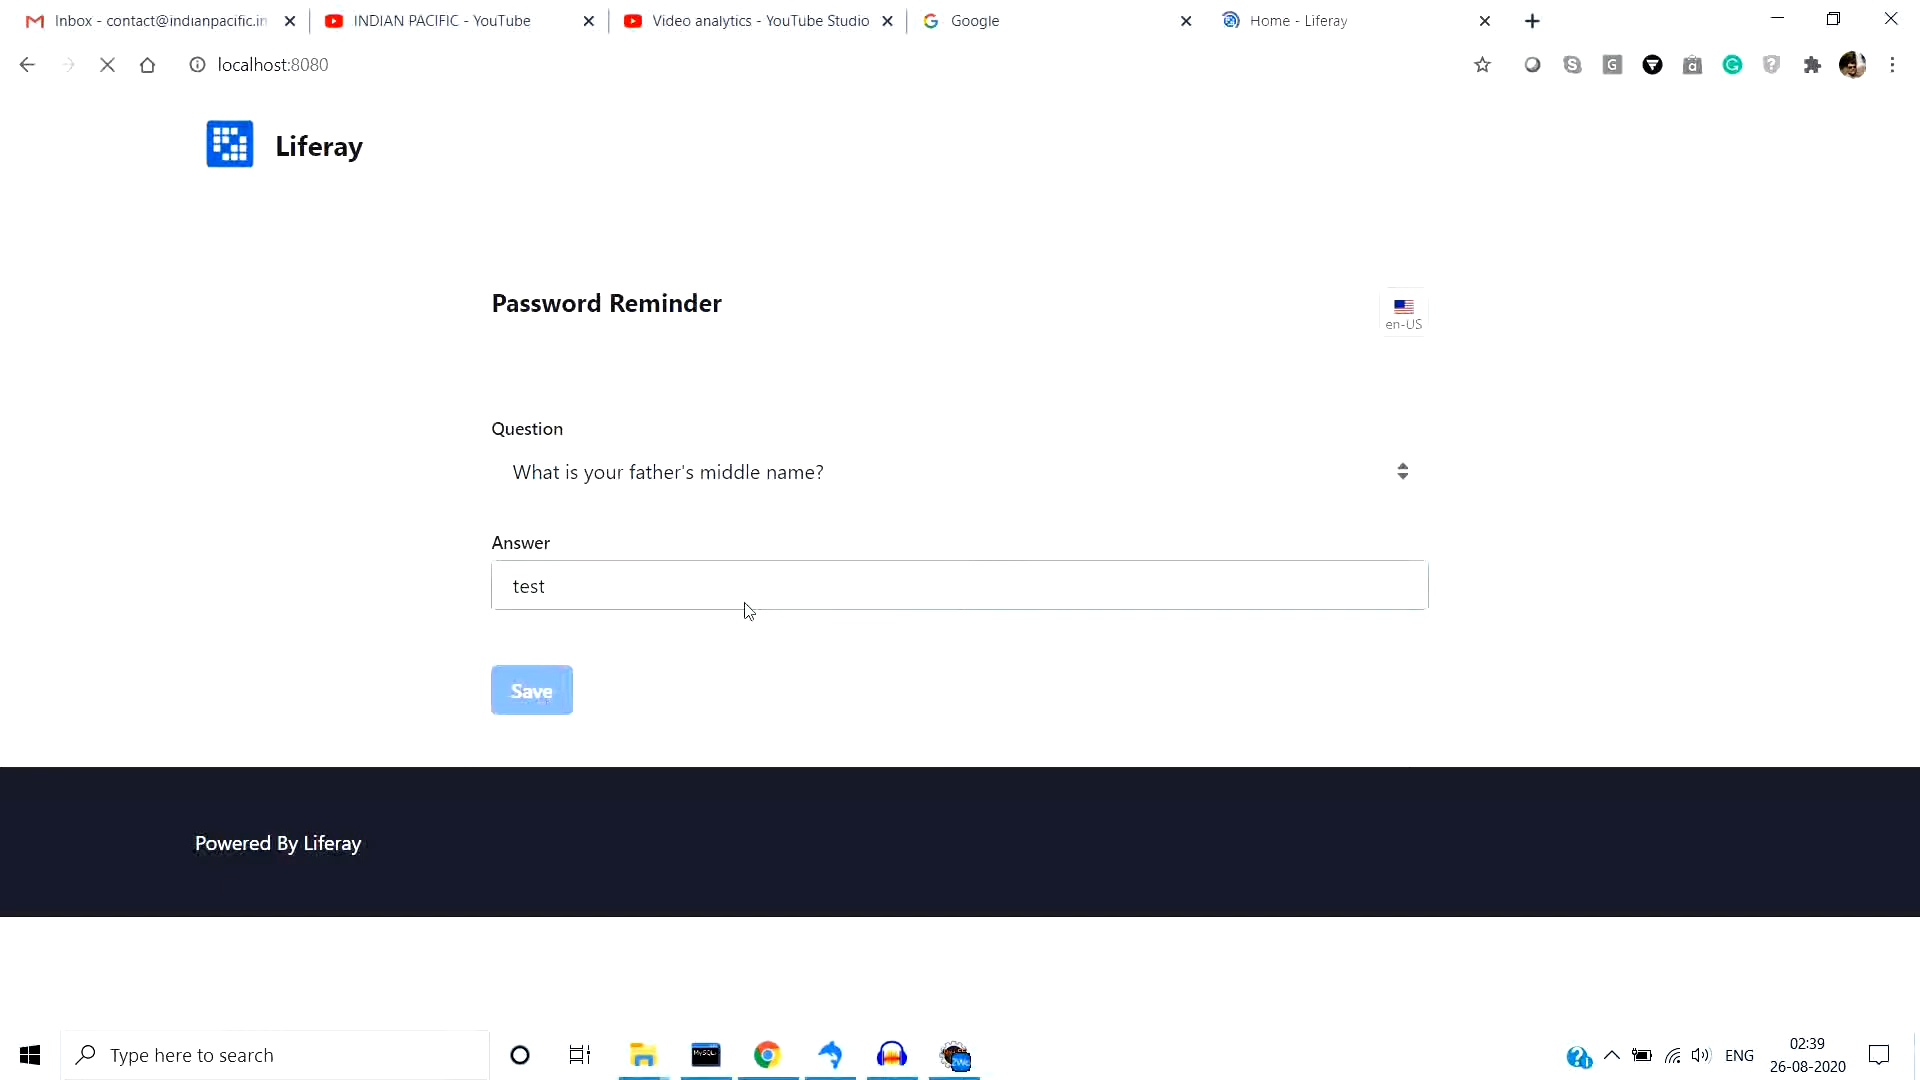 Inbox - contact@indianpacific.in
INDIAN PACIFIC - YouTube
Video analytics - YouTube Studio
Google
Home - Liferay
localhost:8080
Liferay
Password Reminder
en-US
Question
What is your father's middle name?
Answer
test
Save
Powered By Liferay
Type here to search
ENG
02:39
26-08-2020